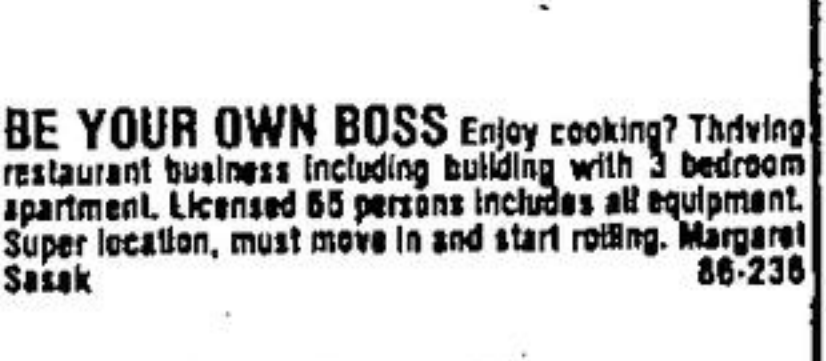 BE YOUR OWN BOSS Enjoy cooking? Thriving
restaurant business including building with 3 bedroom
apartment. Licensed 65 persons includes all equipment.
Super location, must move in and start rolling. Margaret
Sasak 86-236